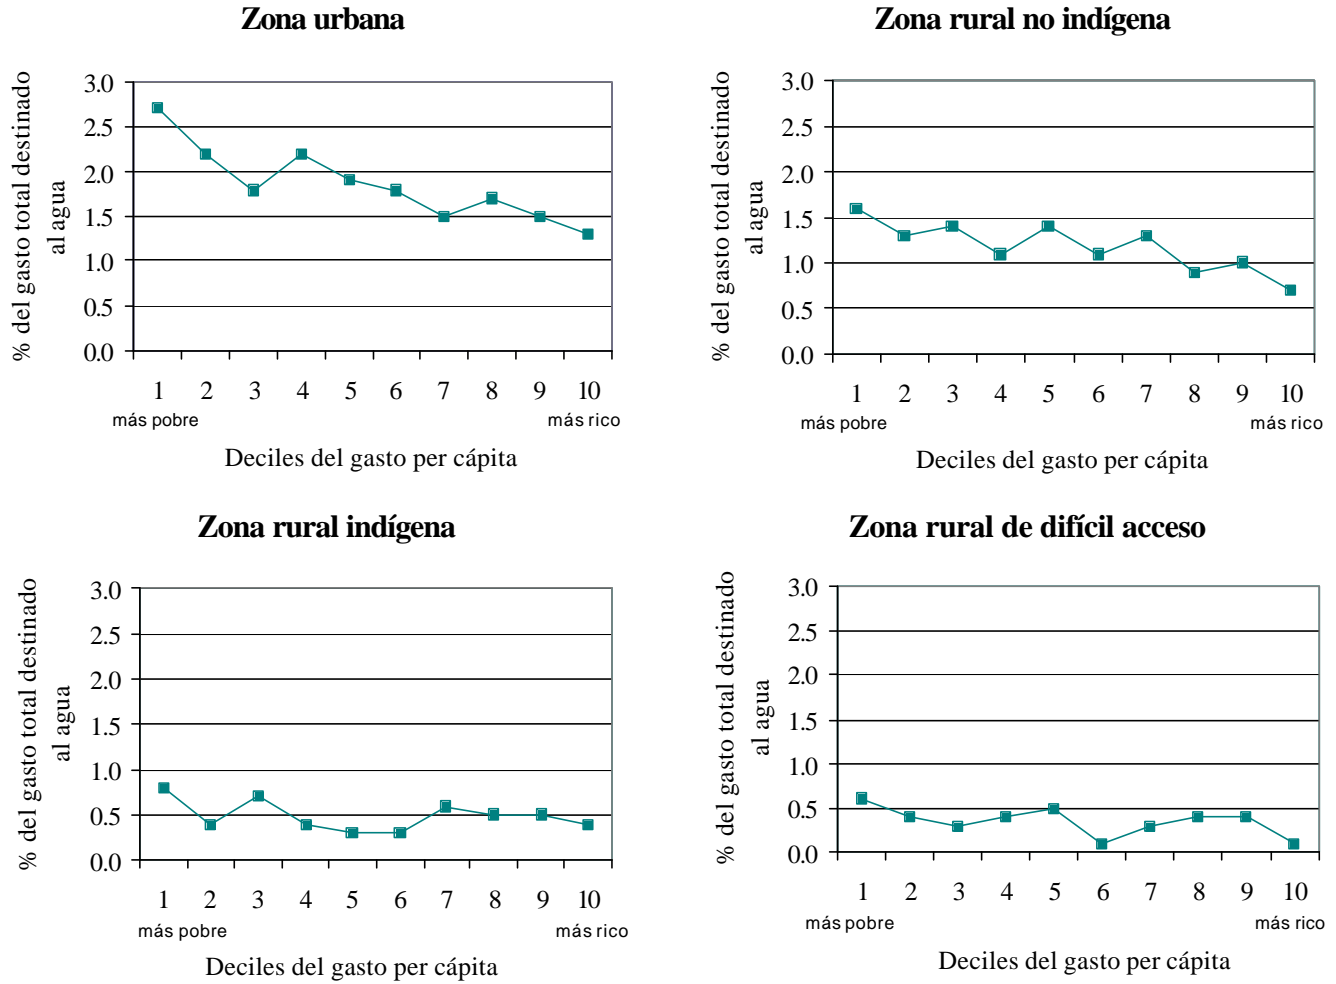 Zona urbana
% del gasto total destinado
al agua
3.0
2.5
2.0
1.5
1.0
0.5
0.0
1 2 3 4 5 6 7 8 9 10
más pobre más rico
Deciles del gasto per cápita
Zona rural no indígena
% del gasto total destinado
al agua
3.0
2.5
2.0
1.5
1.0
0.5
0.0
1 2 3 4 5 6 7 8 9 10
más pobre más rico
Deciles del gasto per cápita
Zona rural indígena
% del gasto total destinado
al agua
3.0
2.5
2.0
1.5
1.0
0.5
0.0
1 2 3 4 5 6 7 8 9 10
más pobre más rico
Deciles del gasto per cápita
Zona rural de difícil acceso
% del gasto total destinado
al agua
3.0
2.5
2.0
1.5
1.0
0.5
0.0
1 2 3 4 5 6 7 8 9 10
más pobre más rico
Deciles del gasto per cápita